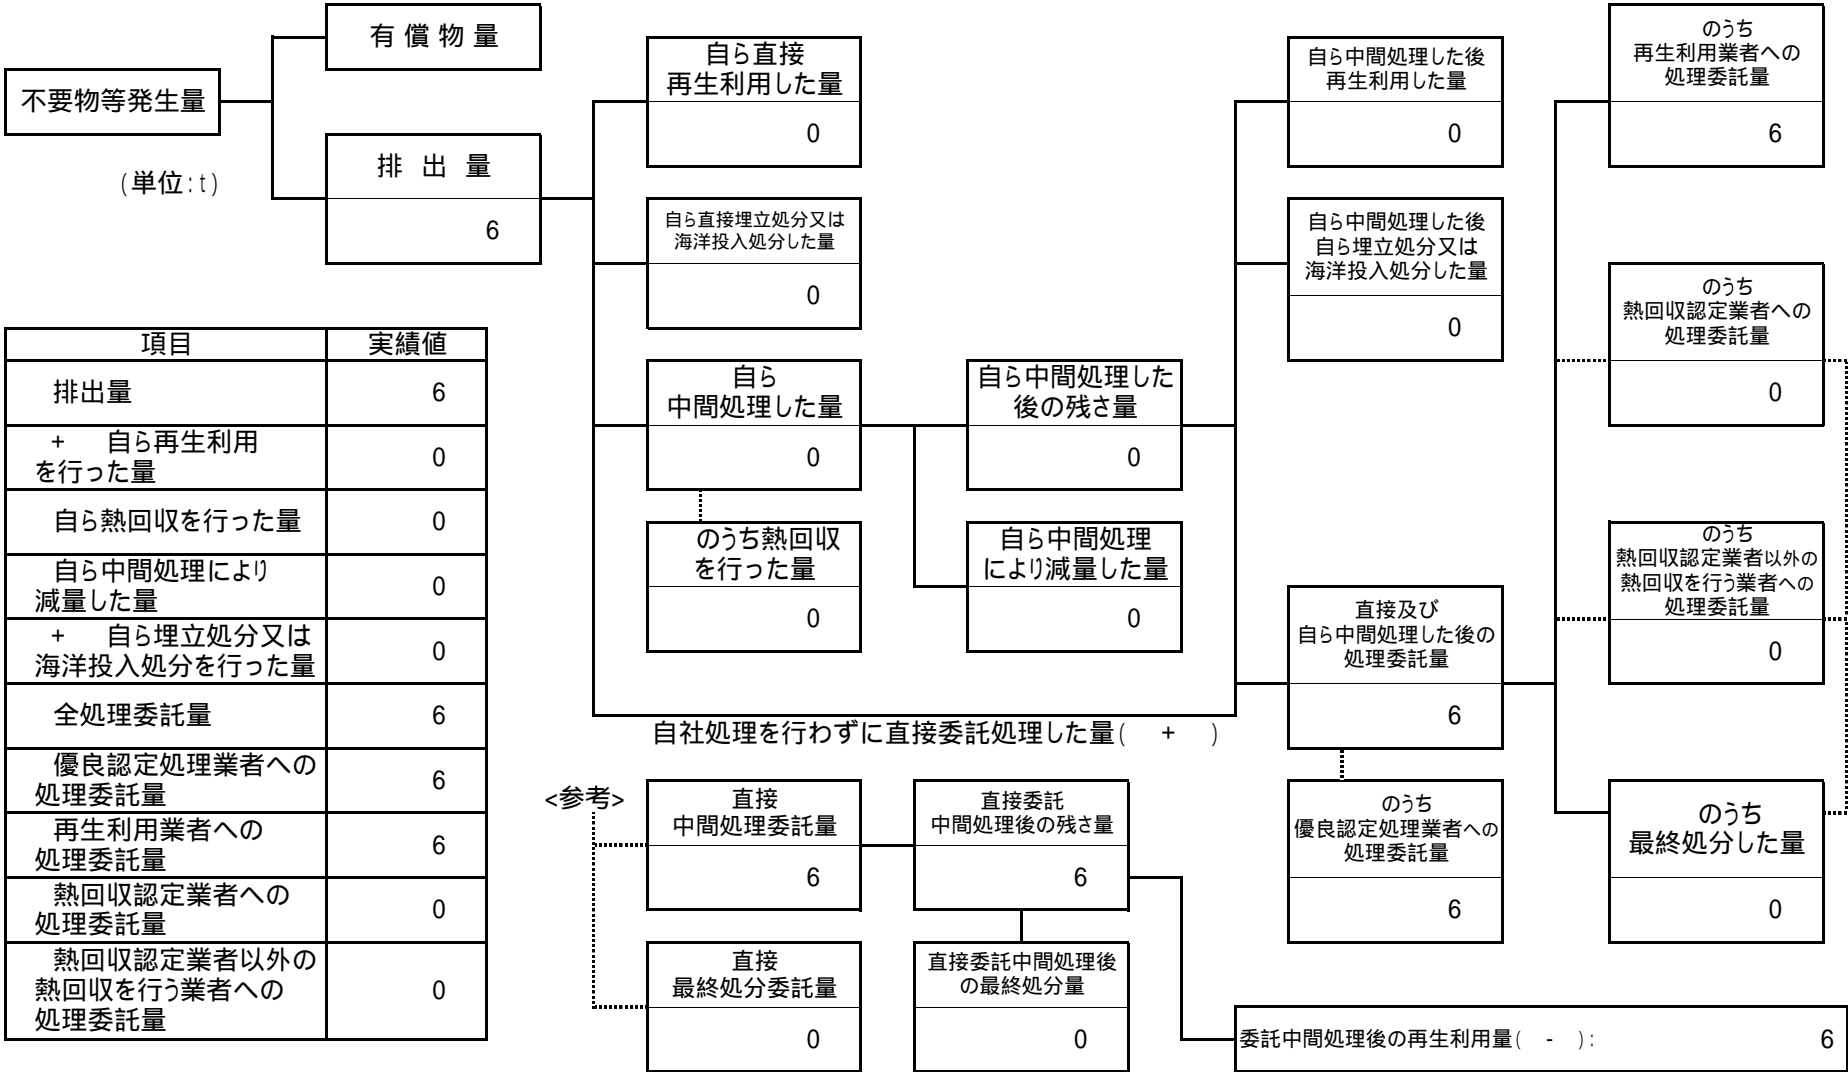 不要物等発生量
(単位:t)
有 償 物 量
排 出 量
6
自ら直接
再生利用した量
0
自ら直接埋立処分又は
海洋投入処分した量
0
自ら
中間処理した量
0
のうち熱回収
を行った量
0
自ら中間処理した
後の残さ量
0
自ら中間処理
により減量した量
0
自ら中間処理した後
再生利用した量
0
自ら中間処理した後
自ら埋立処分又は
海洋投入処分した量
0
直接及び
自ら中間処理した後の
処理委託量
6
のうち
優良認定処理業者への
処理委託量
6
のうち
再生利用業者への
処理委託量
6
のうち
熱回収認定業者への
処理委託量
0
のうち
熱回収認定業者以外の
熱回収を行う業者への
処理委託量
0
のうち
最終処分した量
0
自社処理を行わずに直接委託処理した量( + )
<参考>
直接
中間処理委託量
6
直接委託
中間処理後の残さ量
6
直接
最終処分委託量
0
直接委託中間処理後
の最終処分量
0
委託中間処理後の再生利用量( - ): 6
項目 実績値
排出量 6
+ 自ら再生利用
を行った量 0
自ら熱回収を行った量 0
自ら中間処理により
減量した量 0
+ 自ら埋立処分又は
海洋投入処分を行った量 0
全処理委託量 6
優良認定処理業者への
処理委託量 6
再生利用業者への
処理委託量 6
熱回収認定業者への
処理委託量 0
熱回収認定業者以外の
熱回収を行う業者への 0
処理委託量